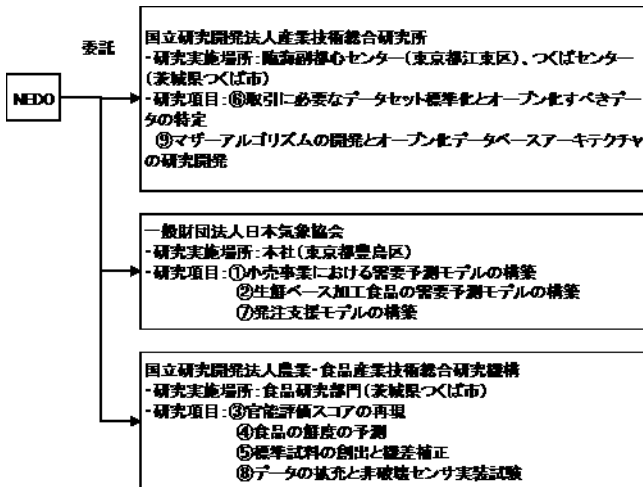 委託
NEDO
国立研究開発法人産業技術総合研究所
・研究実施場所:臨海副都心センター(東京都江東区)、つくばセンター
(茨城県つくば市)
・研究項目:⑥取引に必要なデータセット標準化とオープン化すべきデー
タの特定
⑨マザーアルゴリズムの開発とオープン化データベースアーキテクチャ
の研究開発
一般財団法人日本気象協会
・研究実施場所:本社(東京都豊島区)
・研究項目:①小売事業における需要予測モデルの構築
②生鮮ベース加工食品の需要予測モデルの構築
⑦発注支援モデルの構築
国立研究開発法人農業・食品産業技術総合研究機構
・研究実施場所:食品研究部門(茨城県つくば市)
・研究項目:③官能評価スコアの再現
④食品の鮮度の予測
⑤標準試料の創出と機差補正
⑧データの拡充と非破壊センサ実装試験